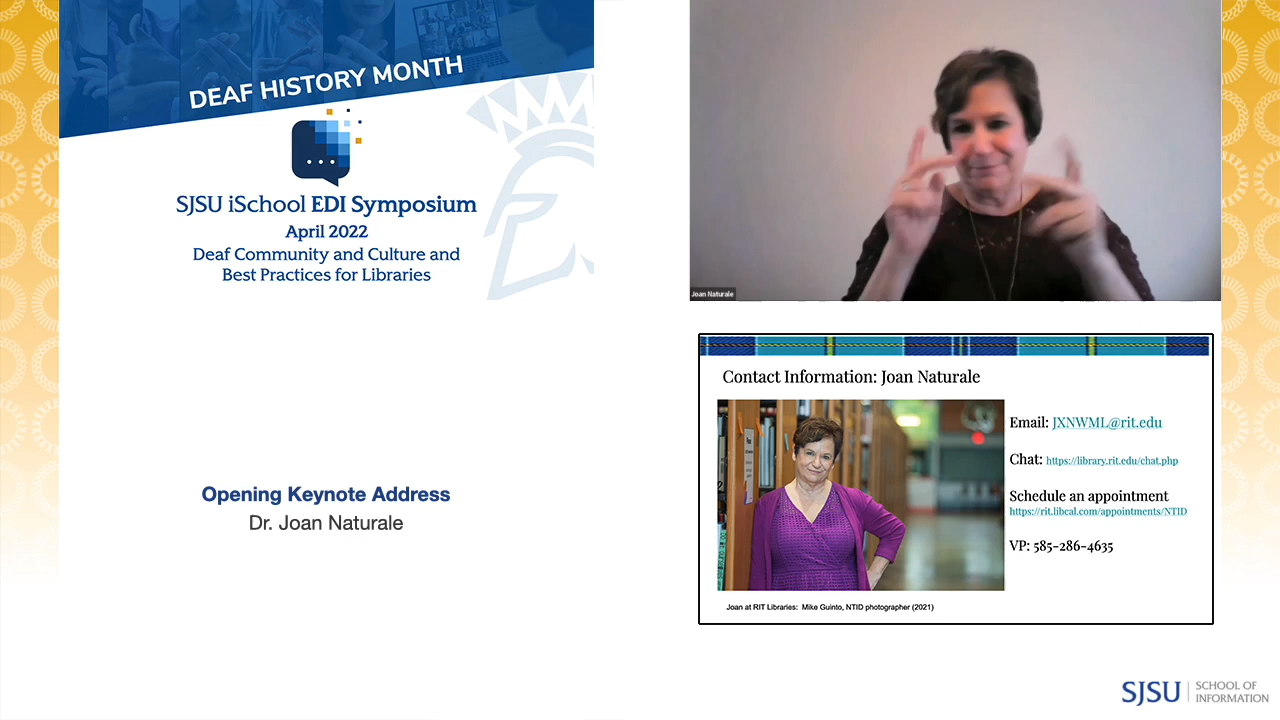 DEAF HISTORY MONTH
SJSU iSchool EDI Symposium
April 2022
Deaf Community and Culture and
Best Practices for Libraries
Opening Keynote Address
Dr. Joan Naturale
Joan Naturale
Contact Information: Joan Naturale
Email: JXNWML@rit.edu
Chat: https://library.rit.edu/chat.php
Schedule an appointment
https://rit.libcal.com/appointments/NTID
VP: 585-286-4635
Joan at RIT Libraries: Mike Guinto, NTID photographer (2021)
SJSU SCHOOL OF
INFORMATION